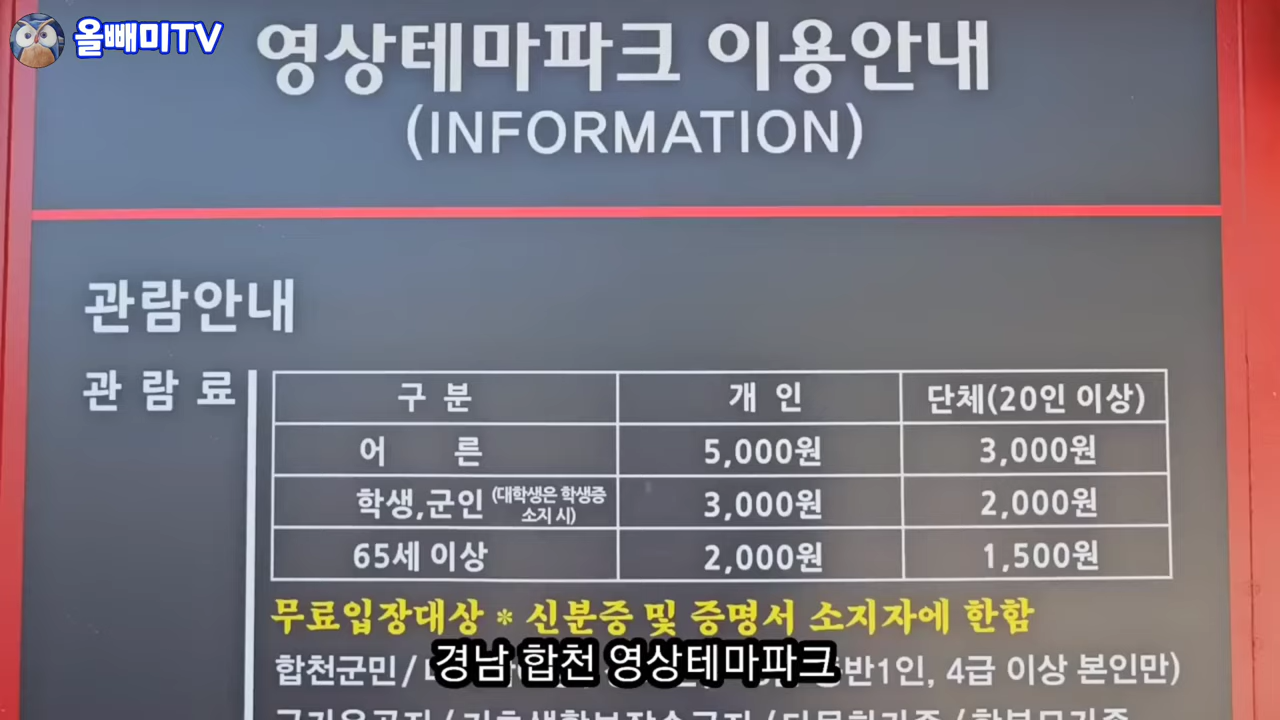 올빼미TV
영상테마파크 이용안내
(INFORMATION)
관람안내
관 람 료
구 분 개 인 단체(20인 이상)
어 른 5,000원 3,000원
학생,군인 (대학생은 학생증 소지 시) 3,000원 2,000원
65세 이상 2,000원 1,500원
무료입장대상 * 신분증 및 증명서 소지자에 한함
합천군민/ 동반1인, 4급 이상 본인만)
경남 합천 영상테마파크